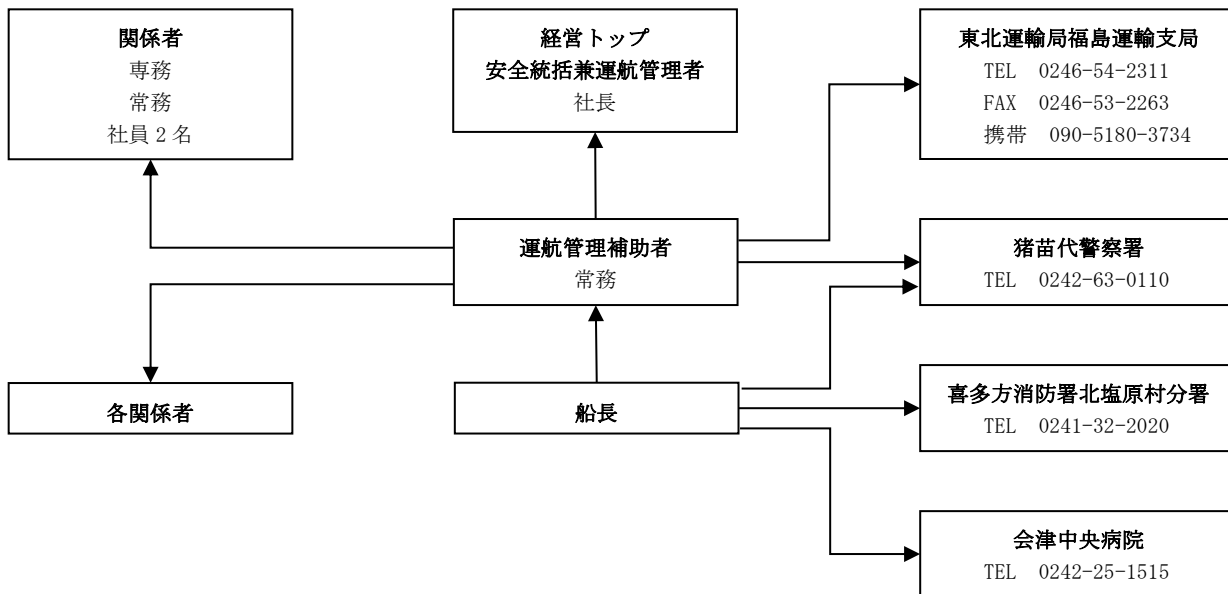 関係者
専務
常務
社員 2 名
経営トップ
安全統括兼運航管理者
社長
東北運輸局福島運輸支局
TEL 0246-54-2311
FAX 0246-53-2263
携帯 090-5180-3734
運航管理補助者
常務
猪苗代警察署
TEL 0242-63-0110
各関係者
船長
喜多方消防署北塩原村分署
TEL 0241-32-2020
会津中央病院
TEL 0242-25-1515